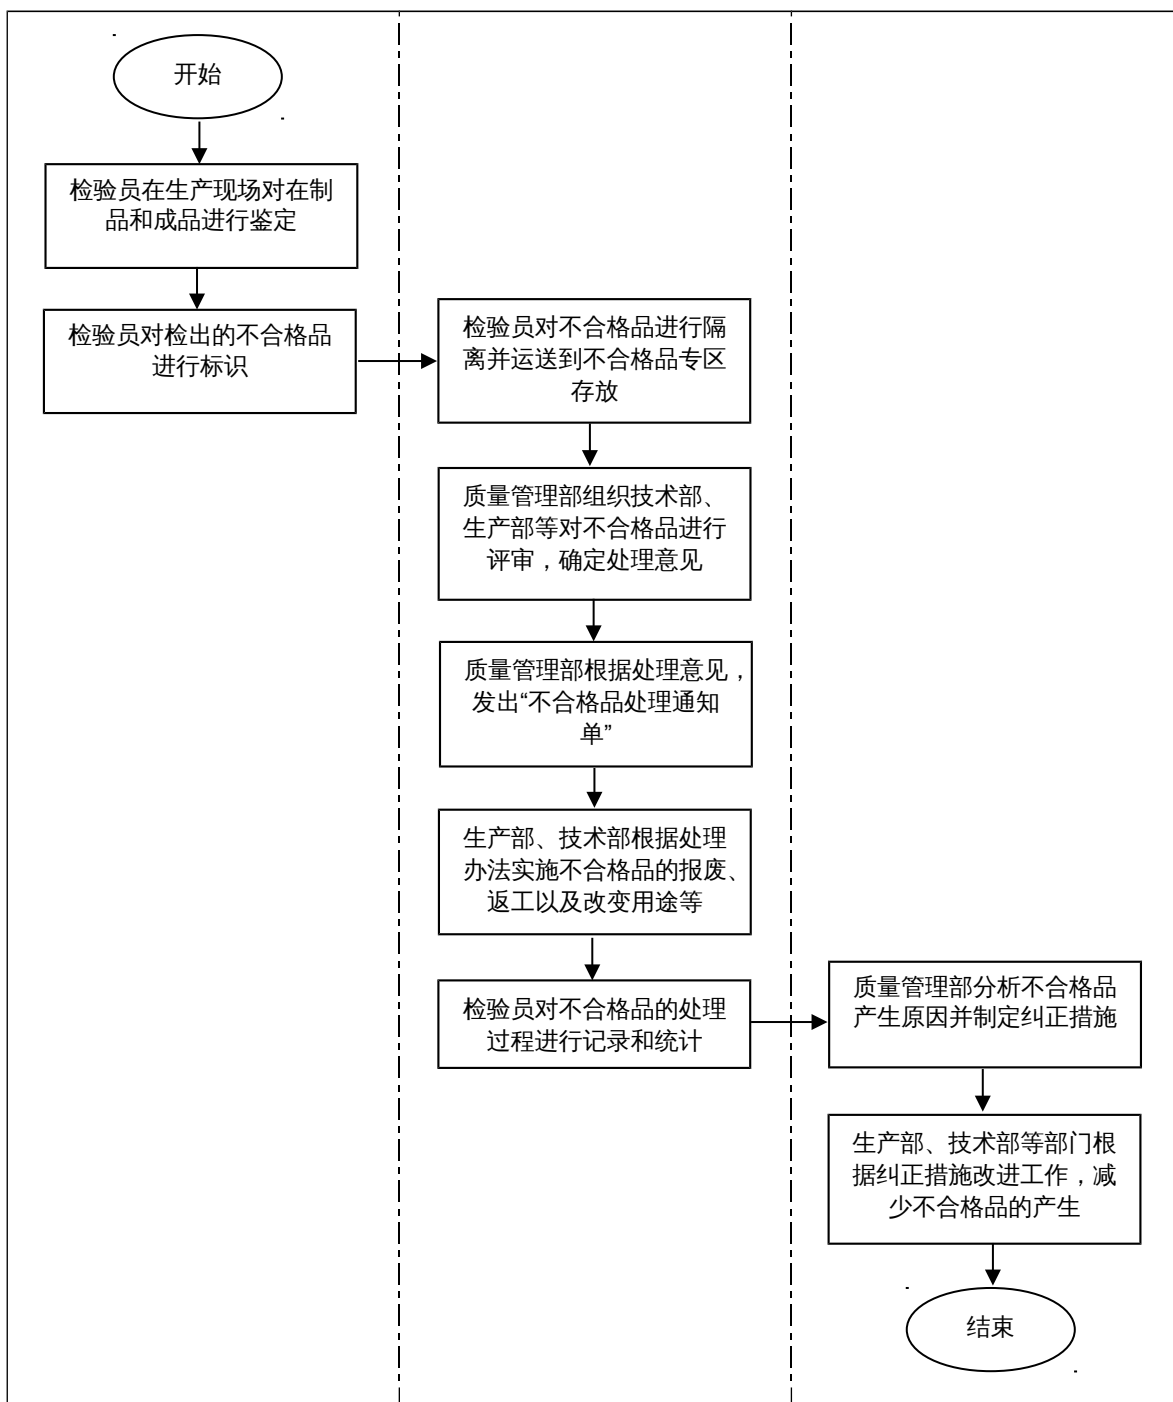 开始
检验员在生产现场对在制
品和成品进行鉴定
检验员对检出的不合格品
进行标识
检验员对不合格品进行隔
离并运送到不合格品专区
存放
质量管理部组织技术部、
生产部等对不合格品进行
评审，确定处理意见
质量管理部根据处理意见，
发出“不合格品处理通知
单”
生产部、技术部根据处理
办法实施不合格品的报废、
返工以及改变用途等
检验员对不合格品的处理
过程进行记录和统计
质量管理部分析不合格品
产生原因并制定纠正措施
生产部、技术部等部门根
据纠正措施改进工作，减
少不合格品的产生
结束